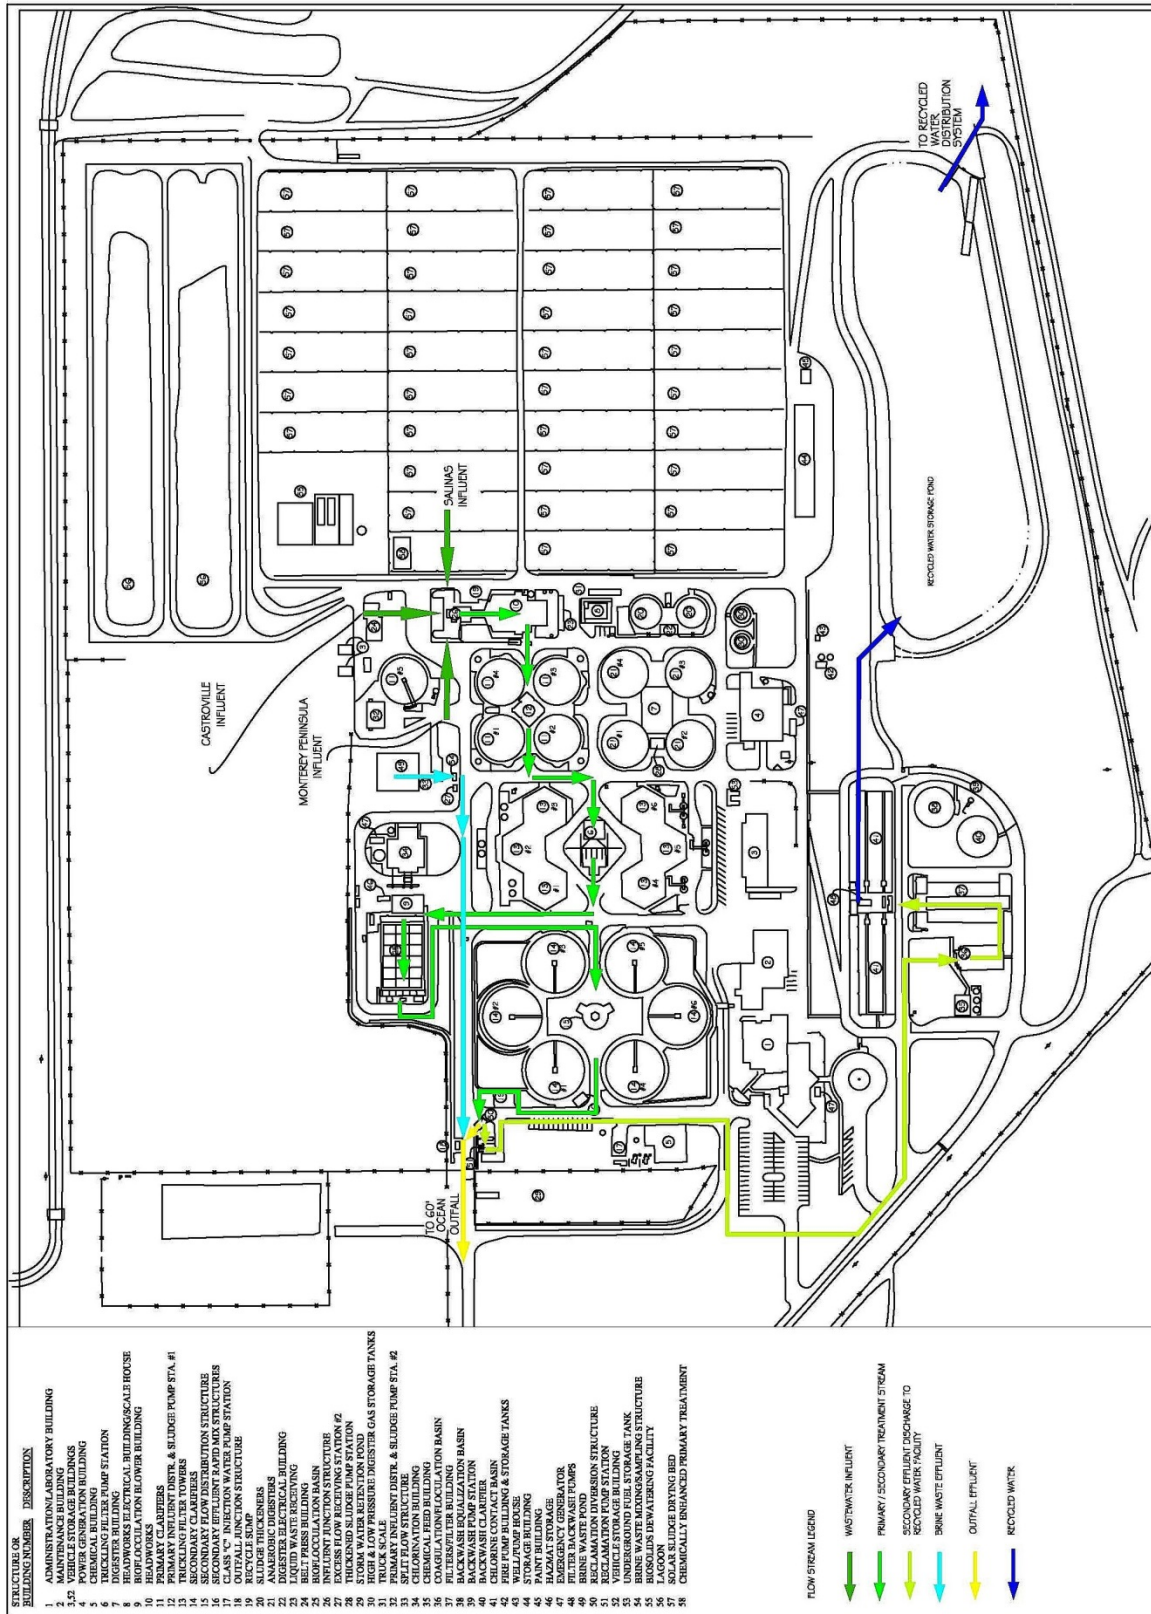 STRUCTURE OR
BUILDING NUMBER DESCRIPTION
1 ADMINISTRATION/LABORATORY BUILDING
2 MAINTENANCE BUILDING
3,52 VEHICLE STORAGE BUILDINGS
4 POWER GENERATION BUILDING
5 CHEMICAL BUILDING
6 TRICKLING FILTER PUMP STATION
7 DIGESTER BUILDING
8 HEADWORKS ELECTRICAL BUILDING/SCALE HOUSE
9 BIOFLOCCULATION BLOWER BUILDING
10 HEADWORKS
11 PRIMARY CLARIFIERS
12 PRIMARY INFLUENT DISTR. & SLUDGE PUMP STA. #1
13 TRICKLING FILTER TOWERS
14 SECONDARY CLARIFIERS
15 SECONDARY FLOW DISTRIBUTION STRUCTURE
16 SECONDARY EFFLUENT RAPID MIX STRUCTURES
17 CLASS "C" INJECTION WATER PUMP STATION
18 OUTFALL JUNCTION STRUCTURE
19 RECYCLE SUMP
20 SLUDGE THICKENERS
21 ANAEROBIC DIGESTERS
22 DIGESTER ELECTRICAL BUILDING
23 LIQUID WASTE RECEIVING
24 BELT PRESS BUILDING
25 BIOFLOCCULATION BASIN
26 INFLUENT JUNCTION STRUCTURE
27 EXCESS FLOW RECEIVING STATION #2
28 THICKENED SLUDGE PUMP STATION
29 STORM WATER RETENTION POND
30 HIGH & LOW PRESSURE DIGESTER GAS STORAGE TANKS
31 TRUCK SCALE
32 PRIMARY INFLUENT DISTR. & SLUDGE PUMP STA. #2
33 SPLIT FLOW STRUCTURE
34 CHLORINATION BUILDING
35 CHEMICAL FEED BUILDING
36 COAGULATION/FLOCULATION BASIN
37 FILTERS/FILTER BUILDING
38 BACKWASH EQUALIZATION BASIN
39 BACKWASH PUMP STATION
40 BACKWASH CLARIFIER
41 CHLORINE CONTACT BASIN
42 FIRE PUMP BUILDING & STORAGE TANKS
43 WELL/PUMP HOUSE
44 STORAGE BUILDING
45 PAINT BUILDING
46 HAZMAT STORAGE
47 EMERGENCY GENERATOR
48 FILTER BACKWASH PUMPS
49 BRINE WASTE POND
50 RECLAMATION DIVERSION STRUCTURE
51 RECLAMATION PUMP STATION
52 VEHICLE STORAGE BUILDING
53 UNDERGROUND FUEL STORAGE TANK
54 BRINE WASTE MIXING/SAMPLING STRUCTURE
55 BIOSOLIDS DEWATERING FACILITY
56 LAGOON
57 SOLAR SLUDGE DRYING BED
58 CHEMICALLY ENHANCED PRIMARY TREATMENT
FLOW STREAM LEGEND
WASTEWATER INFLUENT
PRIMARY / SECONDARY TREATMENT STREAM
SECONDARY EFFLUENT DISCHARGE TO
RECYCLED WATER FACILITY
BRINE WASTE EFFLUENT
OUTFALL EFFLUENT
RECYCLED WATER
TO 60"
OCEAN
OUTFALL
CASTROVILLE
INFLUENT
MONTEREY PENINSULA
INFLUENT
SALINAS
INFLUENT
RECYCLED WATER STORAGE POND
TO RECYCLED
WATER
DISTRIBUTION
SYSTEM